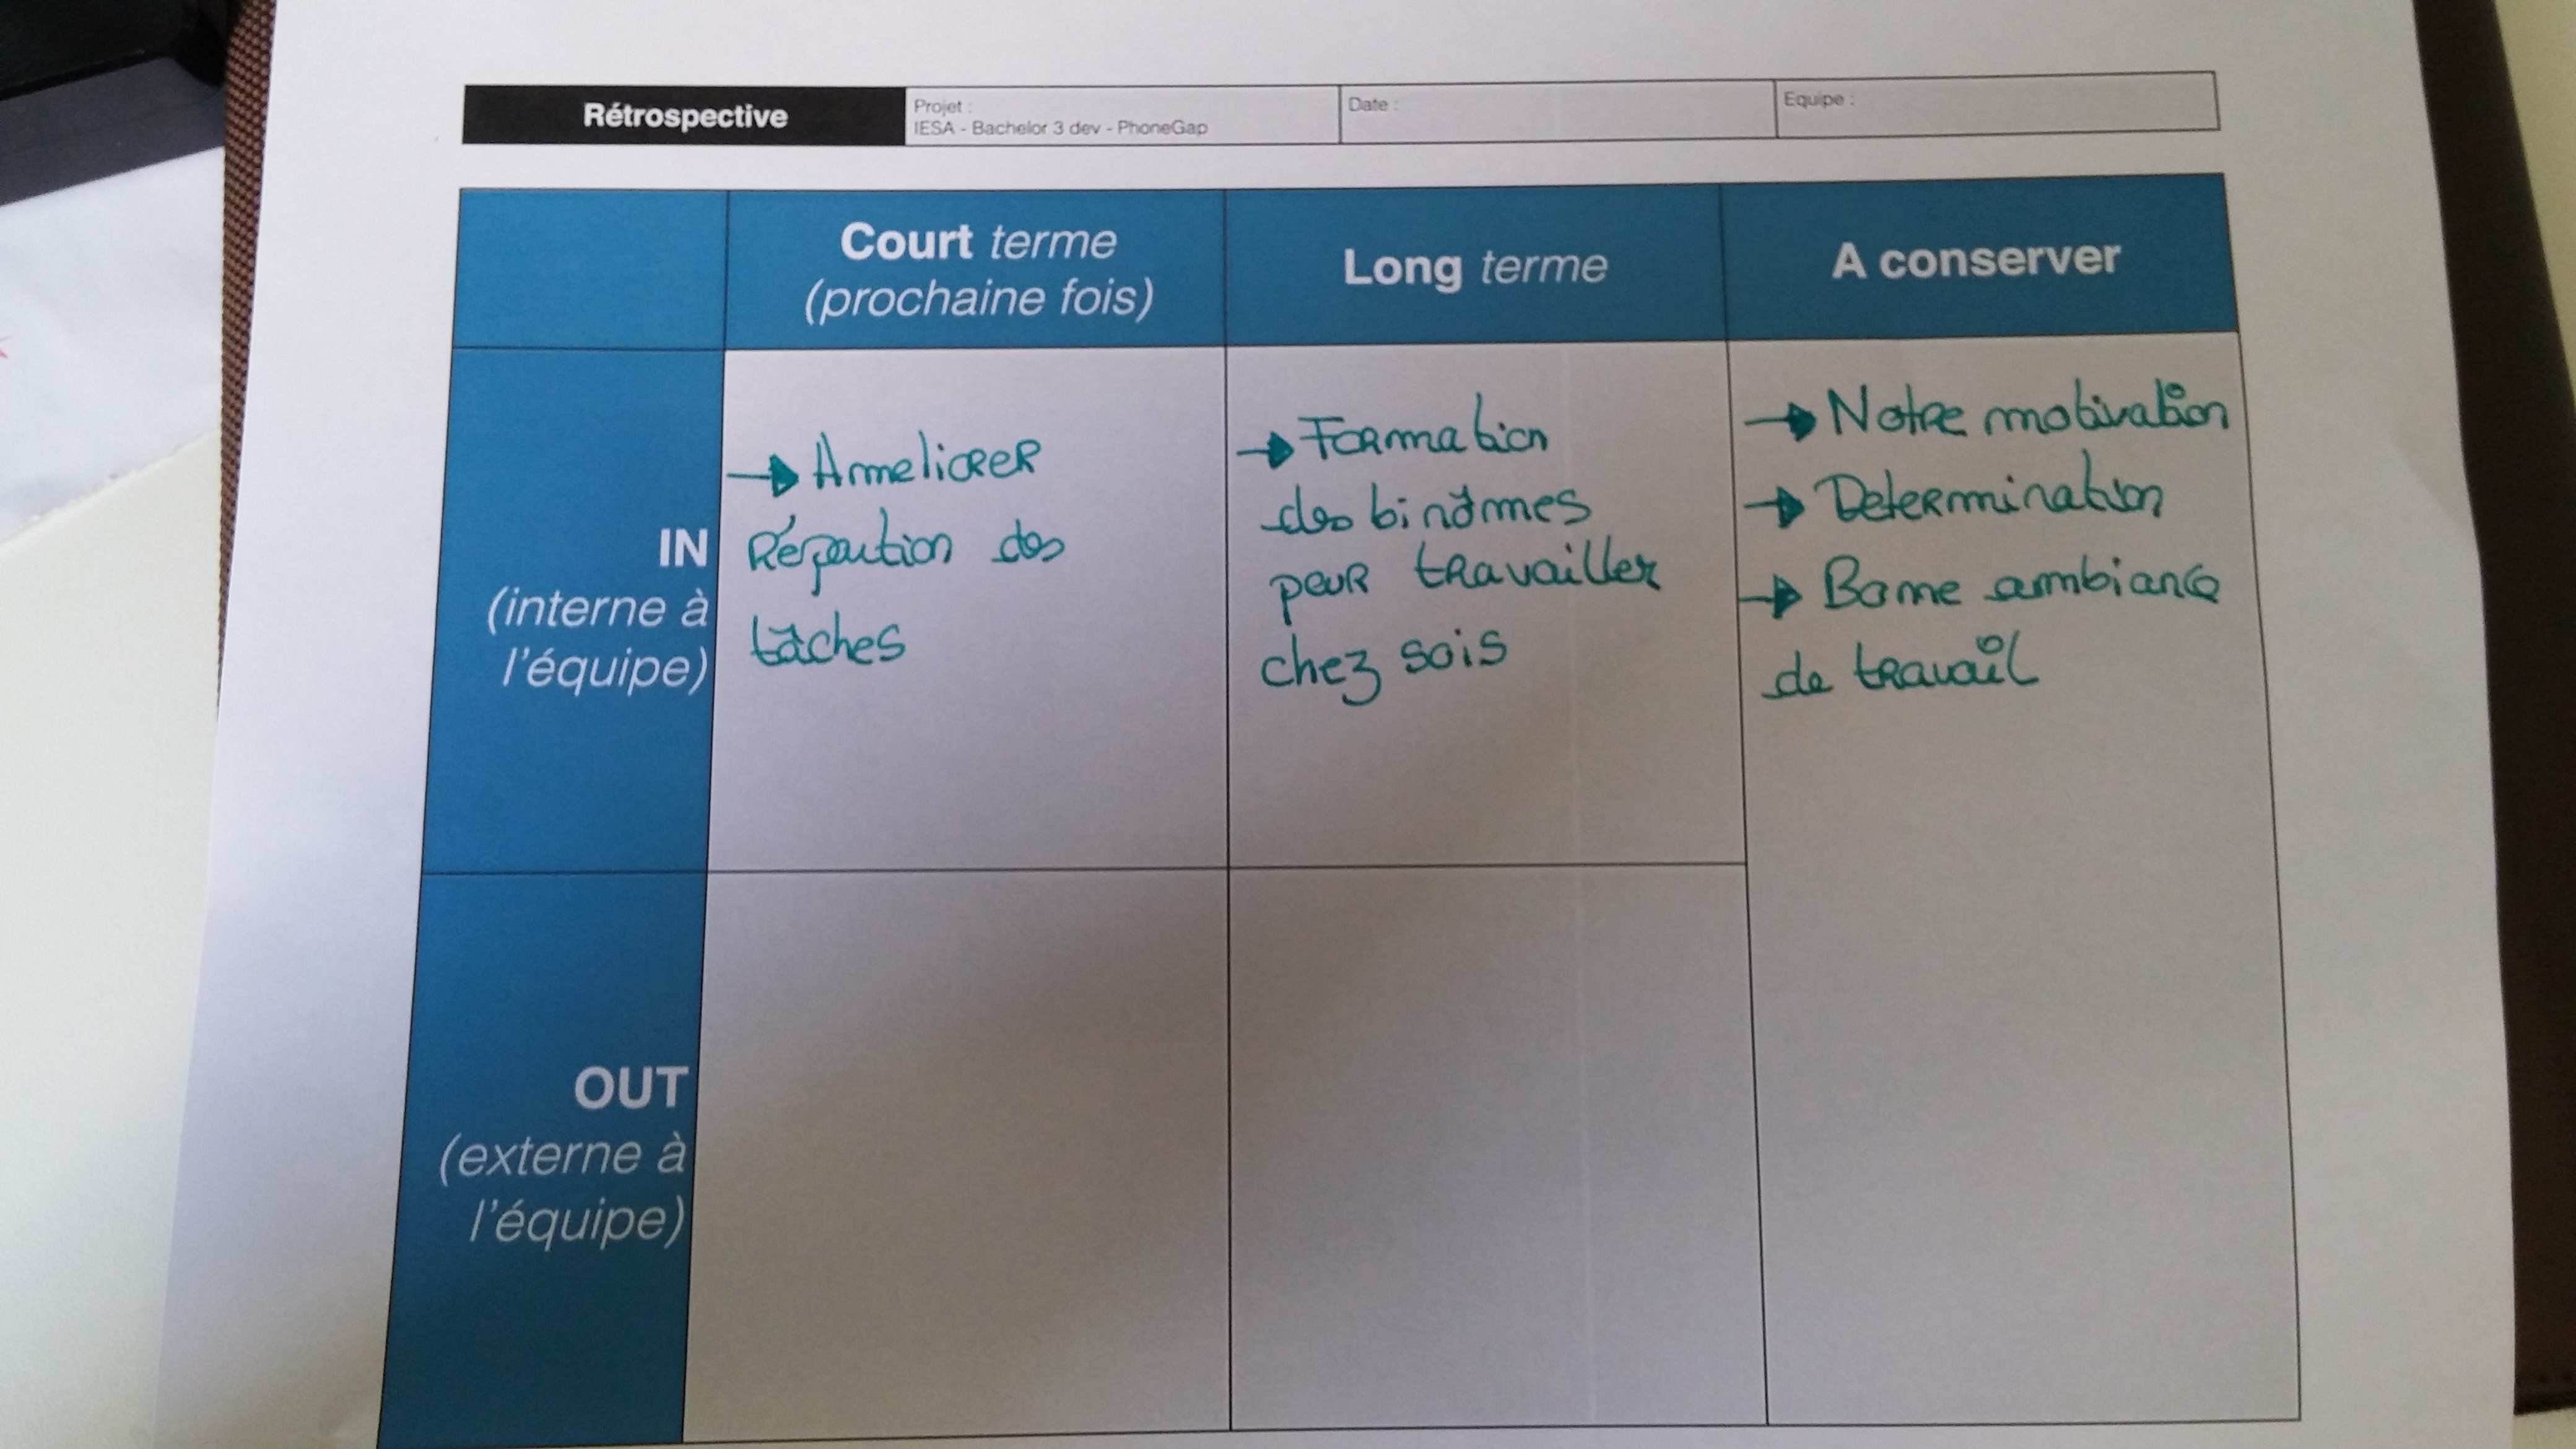 Rétrospective
Projet :
IESA - Bachelor 3 dev - PhoneGap
Date :
Equipe :
Court terme
(prochaine fois)
Long terme
A conserver
IN
(interne à
l'équipe)
→ Ameliorer
Répartition des
tâches
→ Formation
des binômes
pour travailler
chez sois
→ Notre motivation
→ Determination
→ Bonne ambiance
de travail
OUT
(externe à
l'équipe)